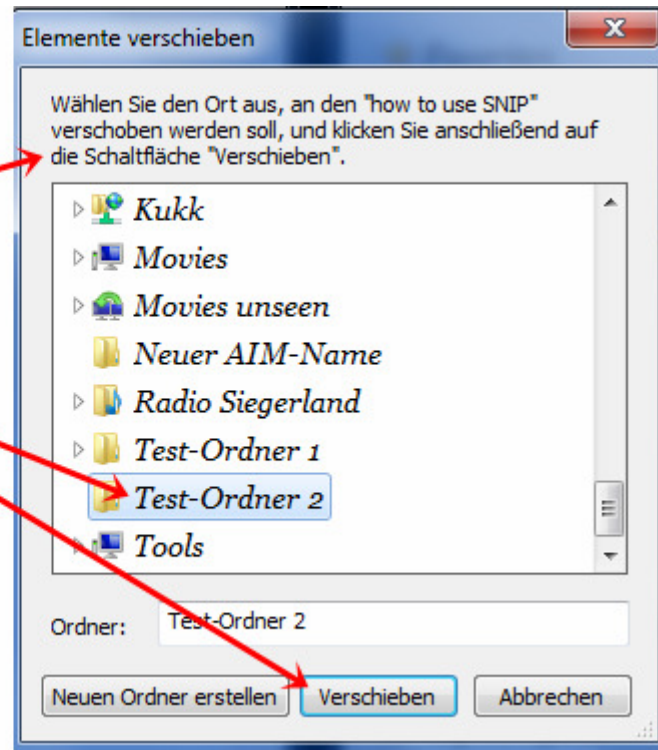 Elemente verschieben
Wählen Sie den Ort aus, an den "how to use SNIP"
verschoben werden soll, und klicken Sie anschließend auf
die Schaltfläche "Verschieben".
Kukk
Movies
Movies unseen
Neuer AIM-Name
Radio Siegerland
Test-Ordner 1
Test-Ordner 2
Tools
Ordner: Test-Ordner 2
Neuen Ordner erstellen Verschieben Abbrechen